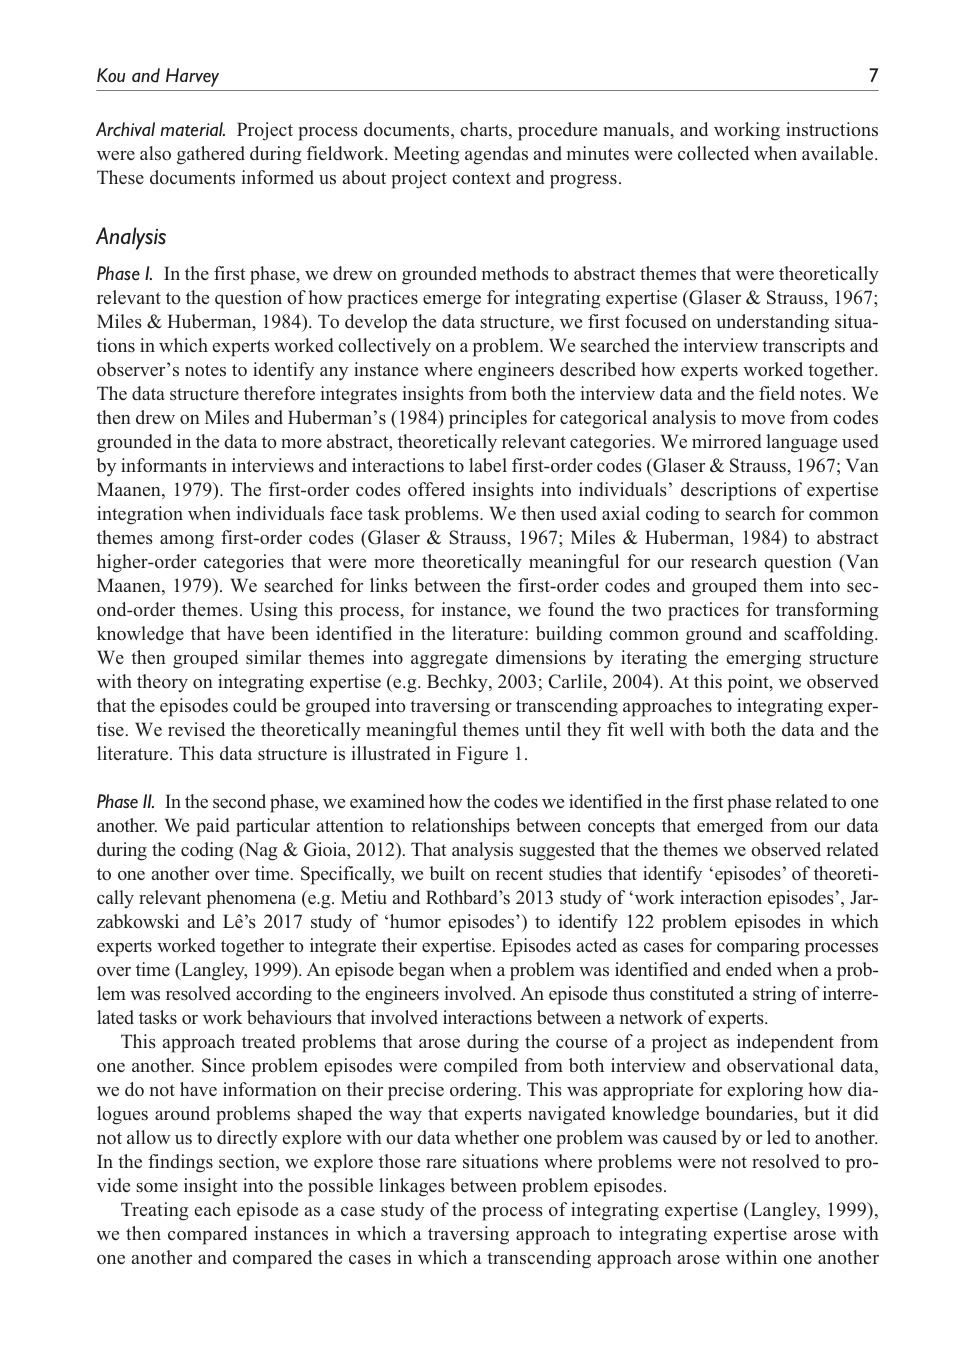 Kou and Harvey 7
Archival material. Project process documents, charts, procedure manuals, and working instructions
were also gathered during fieldwork. Meeting agendas and minutes were collected when available.
These documents informed us about project context and progress.
Analysis
Phase I. In the first phase, we drew on grounded methods to abstract themes that were theoretically
relevant to the question of how practices emerge for integrating expertise (Glaser & Strauss, 1967;
Miles & Huberman, 1984). To develop the data structure, we first focused on understanding situa-
tions in which experts worked collectively on a problem. We searched the interview transcripts and
observer’s notes to identify any instance where engineers described how experts worked together.
The data structure therefore integrates insights from both the interview data and the field notes. We
then drew on Miles and Huberman’s (1984) principles for categorical analysis to move from codes
grounded in the data to more abstract, theoretically relevant categories. We mirrored language used
by informants in interviews and interactions to label first-order codes (Glaser & Strauss, 1967; Van
Maanen, 1979). The first-order codes offered insights into individuals’ descriptions of expertise
integration when individuals face task problems. We then used axial coding to search for common
themes among first-order codes (Glaser & Strauss, 1967; Miles & Huberman, 1984) to abstract
higher-order categories that were more theoretically meaningful for our research question (Van
Maanen, 1979). We searched for links between the first-order codes and grouped them into sec-
ond-order themes. Using this process, for instance, we found the two practices for transforming
knowledge that have been identified in the literature: building common ground and scaffolding.
We then grouped similar themes into aggregate dimensions by iterating the emerging structure
with theory on integrating expertise (e.g. Bechky, 2003; Carlile, 2004). At this point, we observed
that the episodes could be grouped into traversing or transcending approaches to integrating exper-
tise. We revised the theoretically meaningful themes until they fit well with both the data and the
literature. This data structure is illustrated in Figure 1.
Phase II. In the second phase, we examined how the codes we identified in the first phase related to one
another. We paid particular attention to relationships between concepts that emerged from our data
during the coding (Nag & Gioia, 2012). That analysis suggested that the themes we observed related
to one another over time. Specifically, we built on recent studies that identify ‘episodes’ of theoreti-
cally relevant phenomena (e.g. Metiu and Rothbard’s 2013 study of ‘work interaction episodes’, Jar-
zabkowski and Lê’s 2017 study of ‘humor episodes’) to identify 122 problem episodes in which
experts worked together to integrate their expertise. Episodes acted as cases for comparing processes
over time (Langley, 1999). An episode began when a problem was identified and ended when a prob-
lem was resolved according to the engineers involved. An episode thus constituted a string of interre-
lated tasks or work behaviours that involved interactions between a network of experts.
This approach treated problems that arose during the course of a project as independent from
one another. Since problem episodes were compiled from both interview and observational data,
we do not have information on their precise ordering. This was appropriate for exploring how dia-
logues around problems shaped the way that experts navigated knowledge boundaries, but it did
not allow us to directly explore with our data whether one problem was caused by or led to another.
In the findings section, we explore those rare situations where problems were not resolved to pro-
vide some insight into the possible linkages between problem episodes.
Treating each episode as a case study of the process of integrating expertise (Langley, 1999),
we then compared instances in which a traversing approach to integrating expertise arose with
one another and compared the cases in which a transcending approach arose within one another